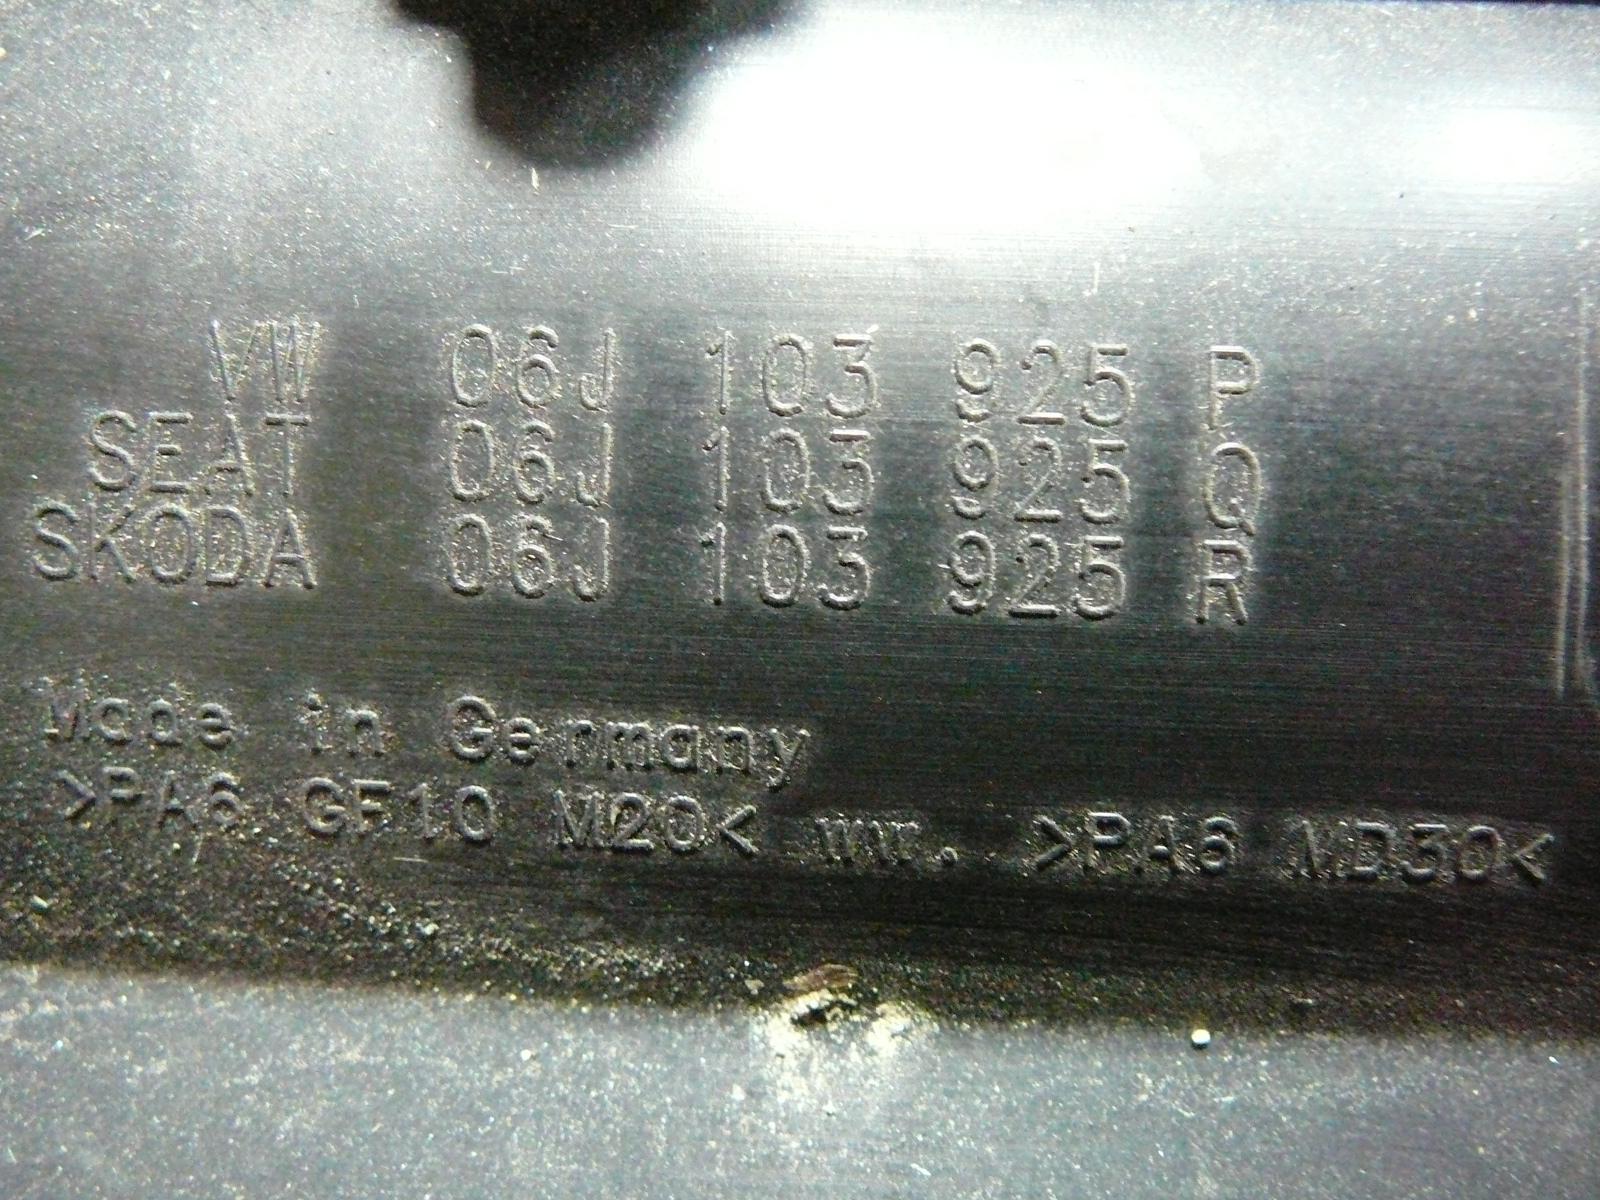 VW 06J 103 925 P
SEAT 06J 103 925 Q
SKODA 06J 103 925 R
Made in Germany
>PA6 GF10 M20< ww. >PA6 MD30<